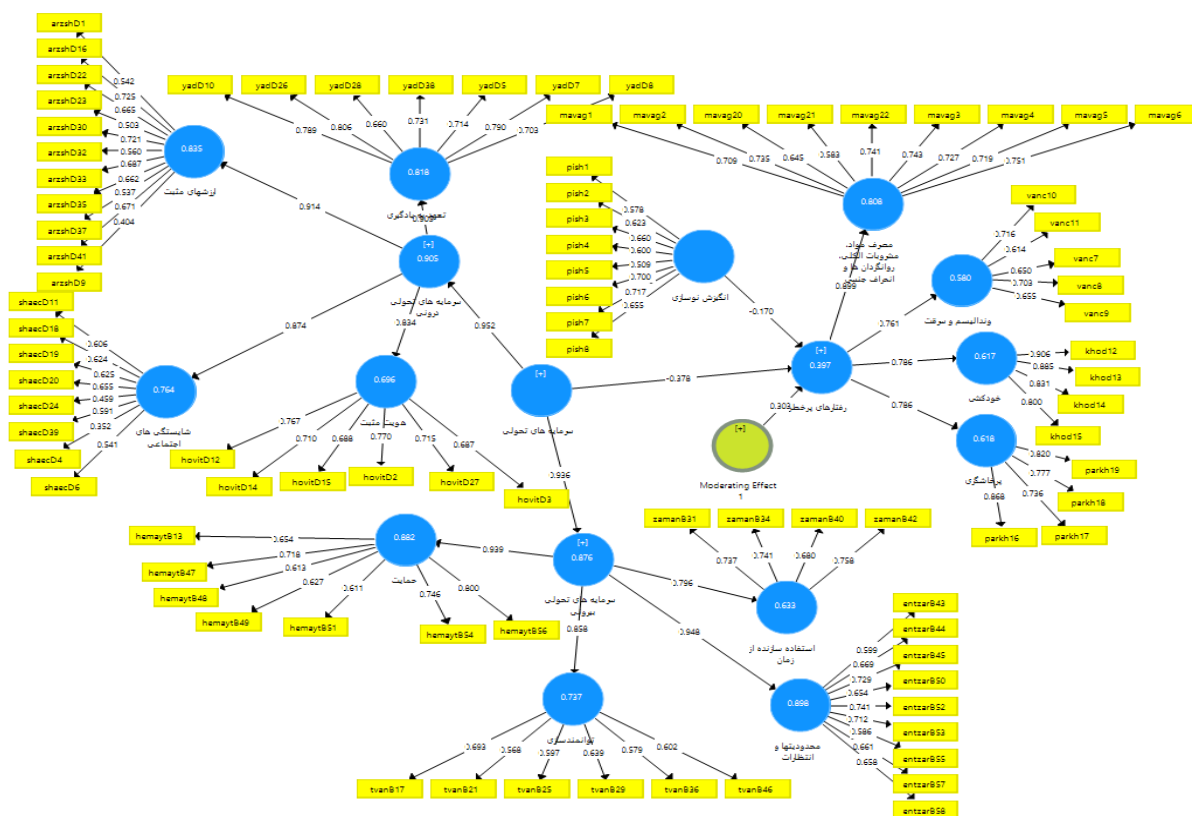 arzshD1
arzshD16
arzshD22
arzshD23
arzshD30
arzshD32
arzshD33
arzshD35
arzshD37
arzshD41
arzshD9
0.542
0.725
0.665
0.503
0.721
0.560
0.687
0.662
0.537
0.671
0.404
0.835
ارزشهای مثبت
yadD10
yadD26
yadD28
yadD38
yadD5
yadD7
yadD8
0.789
0.806
0.660
0.731
0.714
0.790
0.703
0.818
تعهد به یادگیری
0.914
[+]
0.905
سرمایه های تحولی
درونی
0.874
0.834
0.952
shaecD11
shaecD18
shaecD19
shaecD20
shaecD24
shaecD39
shaecD4
shaecD6
0.606
0.624
0.625
0.655
0.459
0.591
0.352
0.541
0.764
شایستگی های
اجتماعی
0.696
هویت مثبت
0.767
0.710
0.688
0.770
0.715
0.687
hovitD12
hovitD14
hovitD15
hovitD2
hovitD27
hovitD3
[+]
سرمایه های تحولی
-0.378
0.936
pish1
pish2
pish3
pish4
pish5
pish6
pish7
pish8
0.578
0.623
0.660
0.600
0.509
0.700
0.717
0.655
انگیزش نوسازی
-0.170
mavag1
mavag2
mavag20
mavag21
mavag22
mavag3
mavag4
mavag5
mavag6
0.709
0.735
0.645
0.583
0.741
0.743
0.727
0.719
0.751
0.808
مصرف مواد،
مشروبات الکلی،
روانگردان ها و
انحراف جنسی
0.899
[+]
0.397
رفتارهای پرخطر
0.303
[+]
Moderating Effect
1
0.761
0.786
0.786
0.580
وندالیسم و سرقت
0.716
0.614
0.650
0.703
0.655
vanc10
vanc11
vanc7
vanc8
vanc9
0.617
خودکشی
0.906
0.885
0.831
0.800
khod12
khod13
khod14
khod15
0.618
پرخاشگری
0.820
0.777
0.736
0.868
parkh19
parkh18
parkh17
parkh16
hemaytB13
hemaytB47
hemaytB48
hemaytB49
hemaytB51
hemaytB54
hemaytB56
0.654
0.718
0.613
0.627
0.611
0.746
0.800
0.882
حمایت
0.939
[+]
0.876
سرمایه های تحولی
بیرونی
0.796
0.858
0.948
zamanB31
zamanB34
zamanB40
zamanB42
0.737
0.741
0.680
0.758
0.633
استفاده سازنده از
زمان
entzarB43
entzarB44
entzarB45
entzarB50
entzarB52
entzarB53
entzarB55
entzarB57
entzarB58
0.599
0.669
0.729
0.654
0.741
0.712
0.586
0.661
0.658
0.898
محدودیتها و
انتظارات
0.737
توانمندسازی
0.693
0.568
0.597
0.639
0.579
0.602
tvanB17
tvanB21
tvanB25
tvanB29
tvanB36
tvanB46